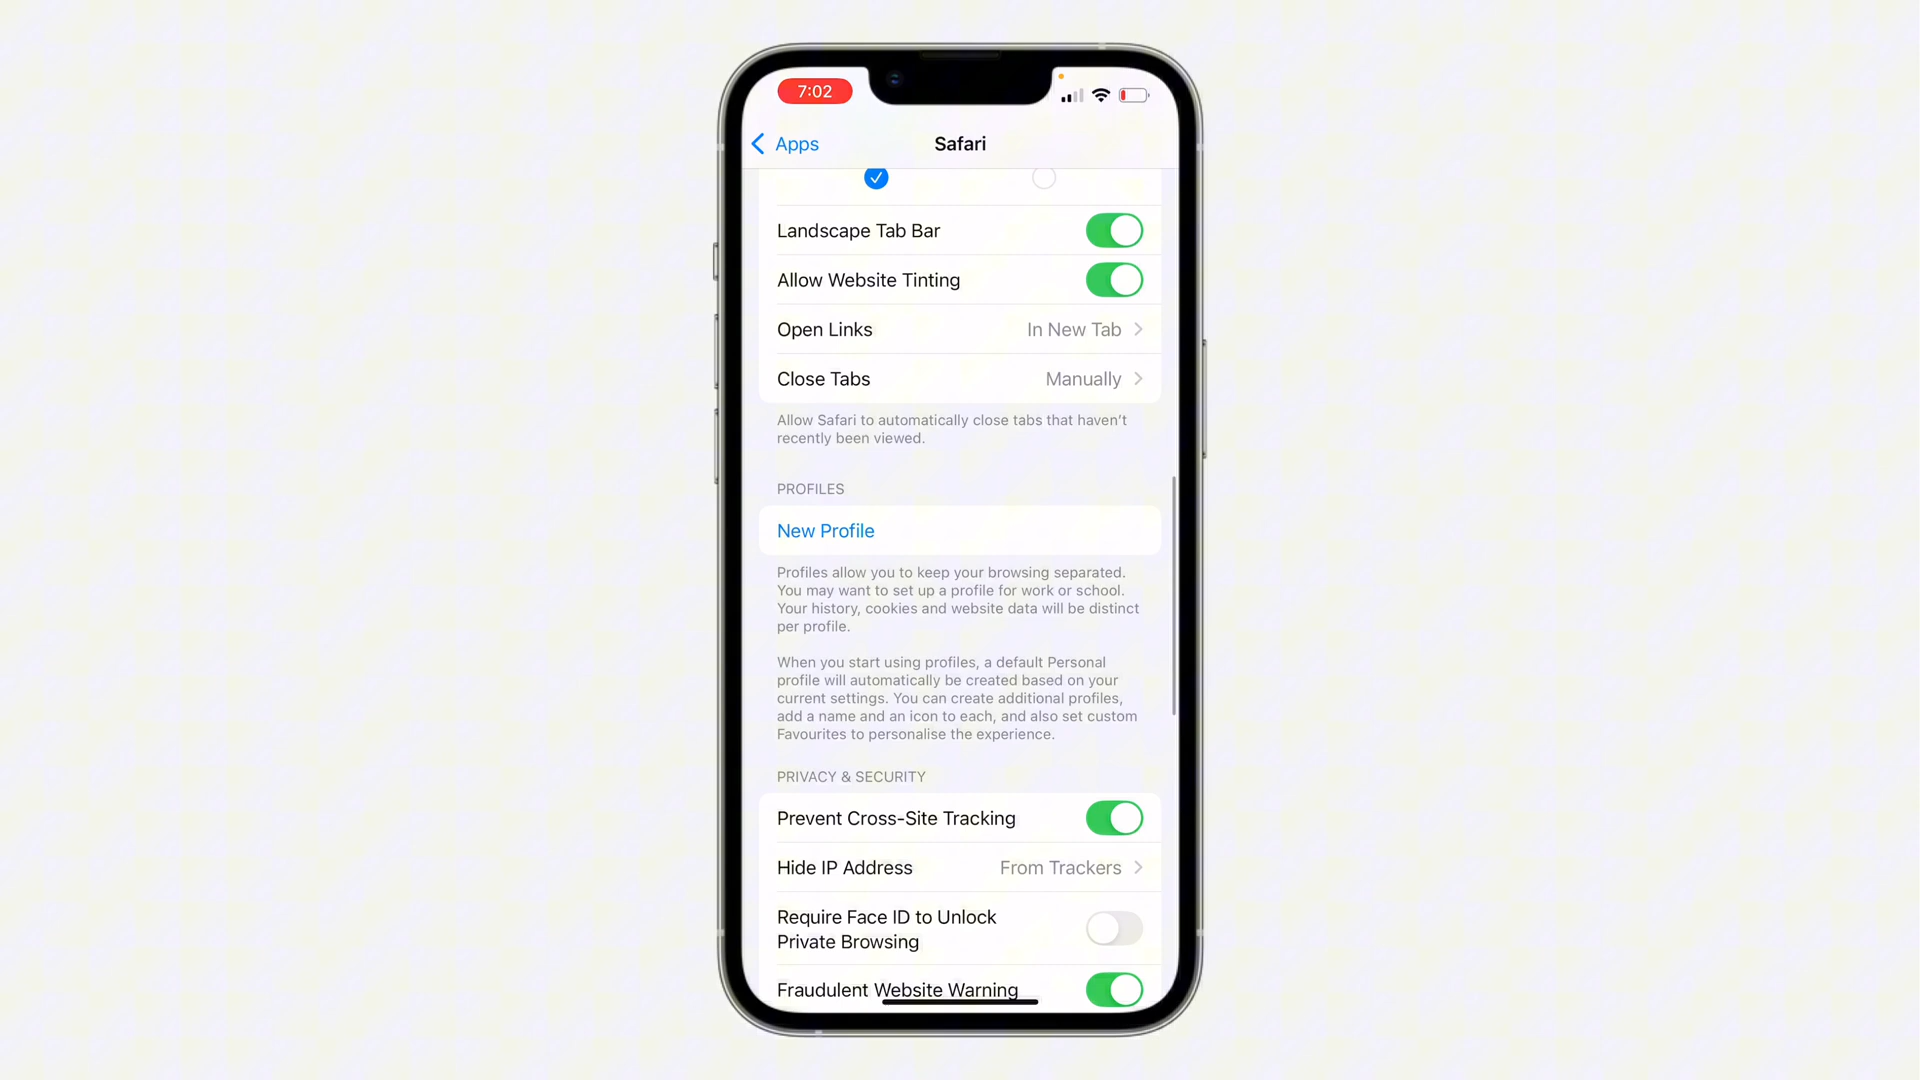 7:02
Apps
Safari
Landscape Tab Bar
Allow Website Tinting
Open Links In New Tab
Close Tabs Manually
Allow Safari to automatically close tabs that haven’t
recently been viewed.
PROFILES
New Profile
Profiles allow you to keep your browsing separated.
You may want to set up a profile for work or school.
Your history, cookies and website data will be distinct
per profile.
When you start using profiles, a default Personal
profile will automatically be created based on your
current settings. You can create additional profiles,
add a name and an icon to each, and also set custom
Favourites to personalise the experience.
PRIVACY & SECURITY
Prevent Cross-Site Tracking
Hide IP Address From Trackers
Require Face ID to Unlock
Private Browsing
Fraudulent Website Warning